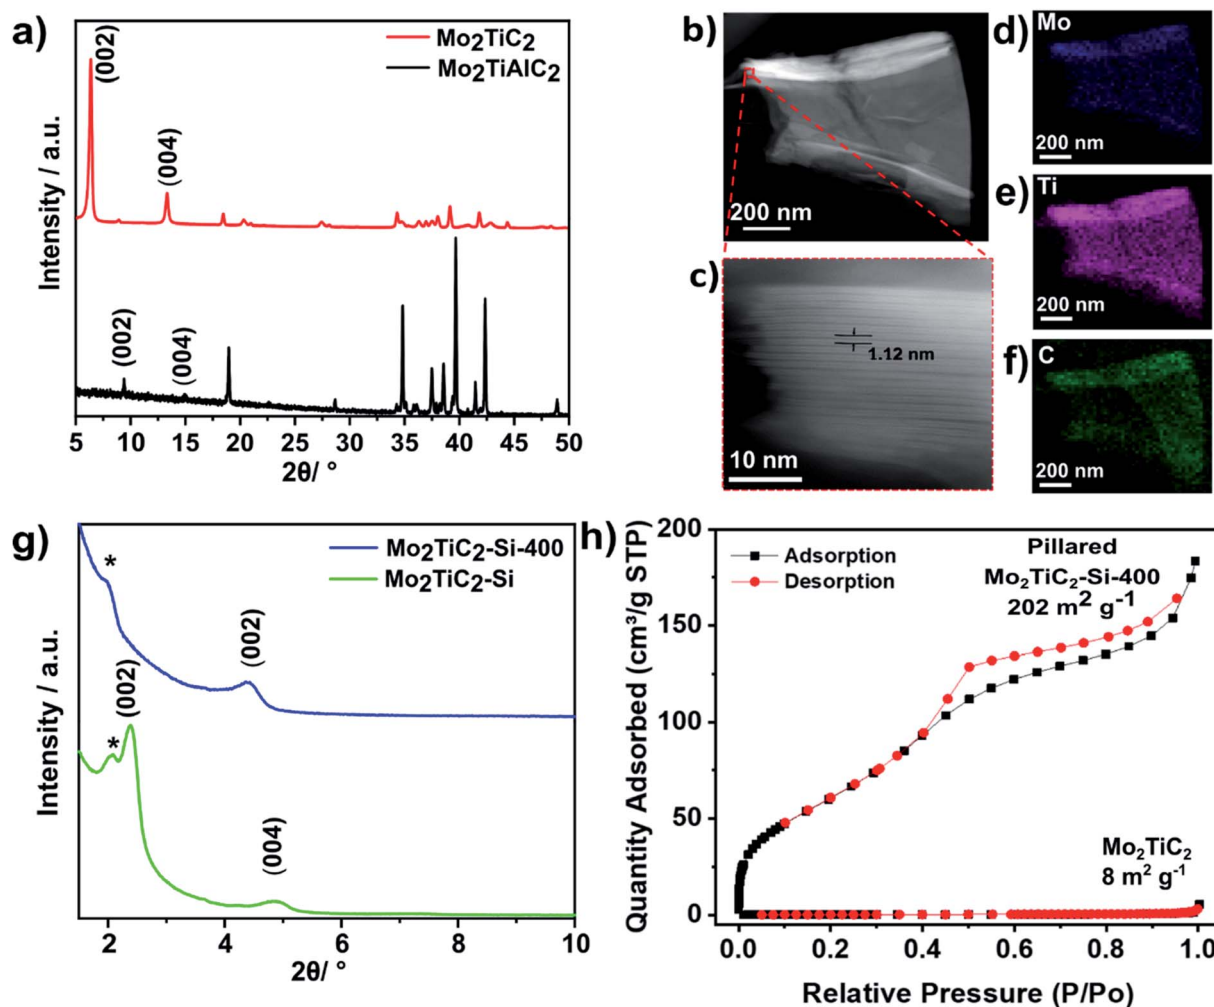 a)
(002)
(004)
Mo₂TiC₂
Mo₂TiAlC₂
(002)
(004)
Intensity / a.u.
5 10 15 20 25 30 35 40 45 50
2θ/ °
b)
200 nm
c)
1.12 nm
10 nm
d)
Mo
200 nm
e)
Ti
200 nm
f)
C
200 nm
g)
Mo₂TiC₂-Si-400
Mo₂TiC₂-Si
*
(002)
(002)
*
(004)
Intensity / a.u.
2 4 6 8 10
2θ/ °
h)
200
150
100
50
0
Quantity Adsorbed (cm³/g STP)
Adsorption
Desorption
Pillared
Mo₂TiC₂-Si-400
202 m² g⁻¹
Mo₂TiC₂
8 m² g⁻¹
0.0 0.2 0.4 0.6 0.8 1.0
Relative Pressure (P/Po)